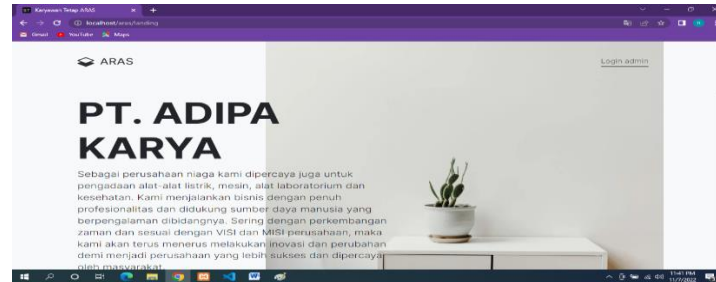 Karyawan Tetap ARAS
localhost/aras/landing
Gmail YouTube Maps
ARAS
Login admin
PT. ADIPA
KARYA
Sebagai perusahaan niaga kami dipercaya juga untuk
pengadaan alat-alat listrik, mesin, alat laboratorium dan
kesehatan. Kami menjalankan bisnis dengan penuh
profesionalitas dan didukung sumber daya manusia yang
berpengalaman dibidangnya. Sering dengan perkembangan
zaman dan sesuai dengan VISI dan MISI perusahaan, maka
kami akan terus menerus melakukan inovasi dan perubahan
demi menjadi perusahaan yang lebih sukses dan dipercaya
oleh masyarakat.
11:41 PM
11/7/2022